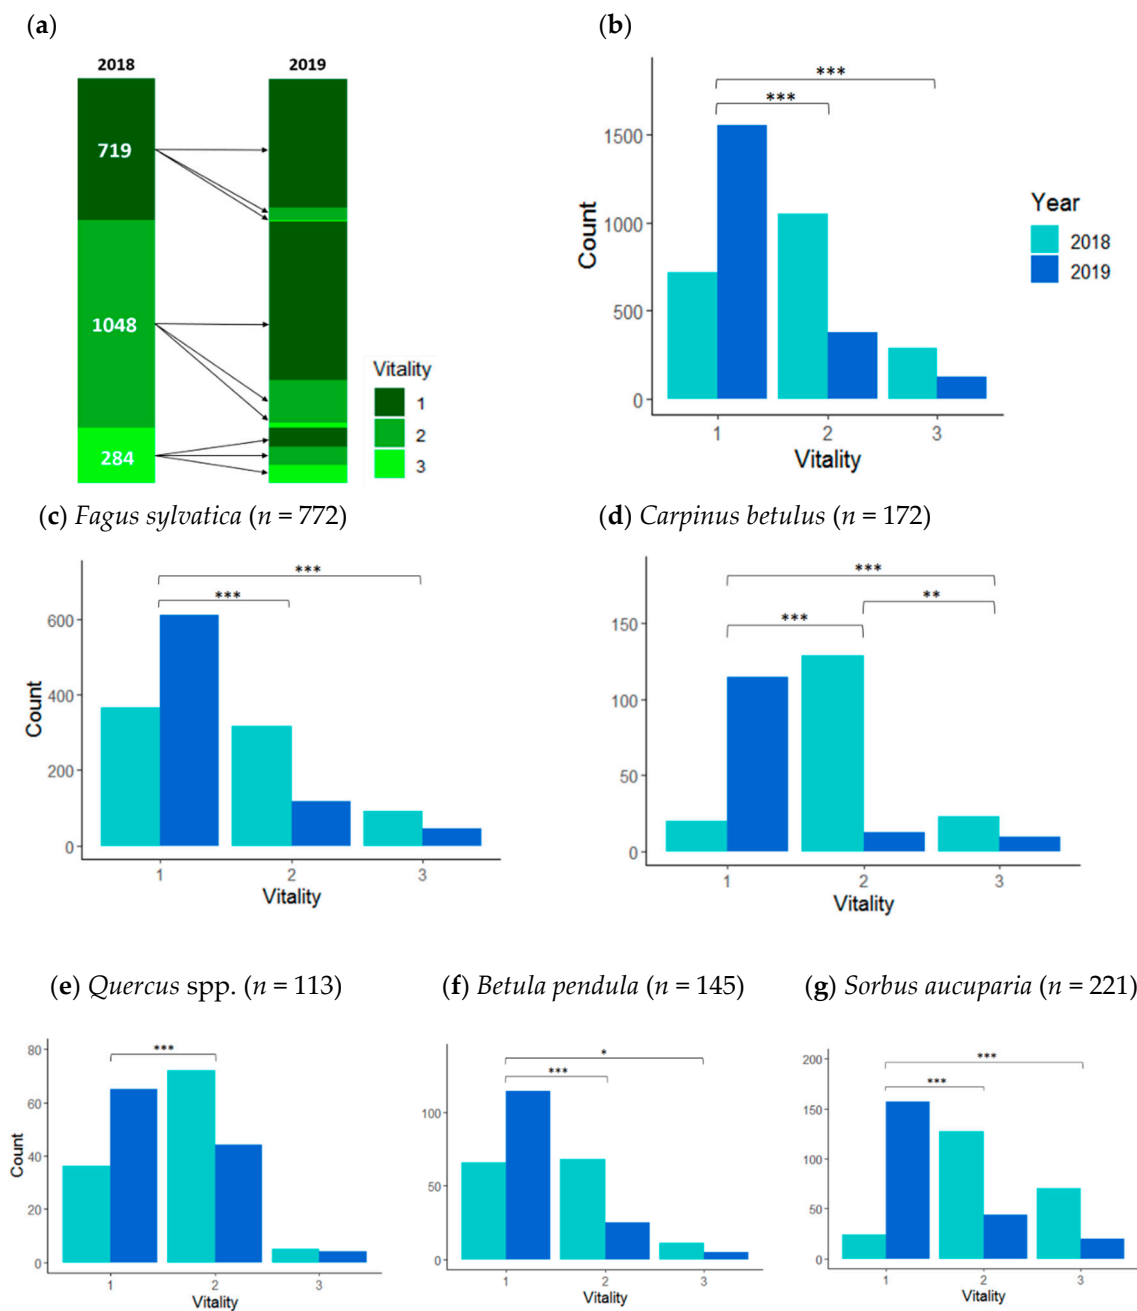 (a)
2018 2019
719
1048
284
Vitality
1
2
3
(b)
***
***
1500
1000
500
0
Count
1 2 3
Vitality
Year
2018
2019
(c) Fagus sylvatica (n = 772)
***
***
600
400
200
0
Count
1 2 3
Vitality
(d) Carpinus betulus (n = 172)
***
**
***
150
100
50
0
Count
1 2 3
Vitality
(e) Quercus spp. (n = 113)
***
80
60
40
20
0
Count
1 2 3
Vitality
(f) Betula pendula (n = 145)
*
***
100
50
0
1 2 3
Vitality
(g) Sorbus aucuparia (n = 221)
***
***
200
150
100
50
0
1 2 3
Vitality